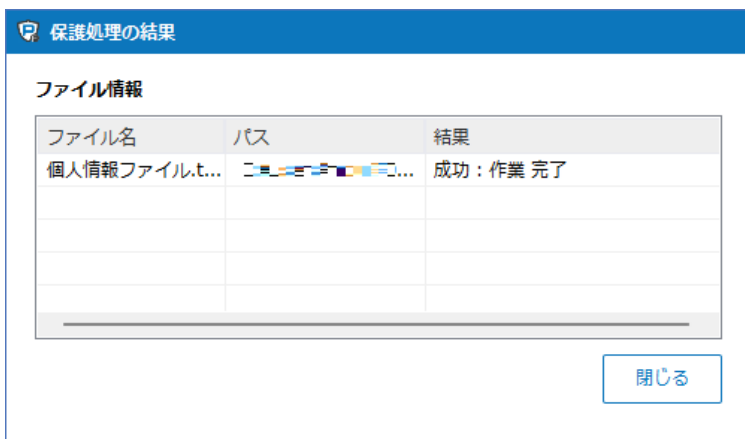 保護処理の結果
ファイル情報
ファイル名 パス 結果
個人情報ファイル.t... 成功：作業 完了
閉じる